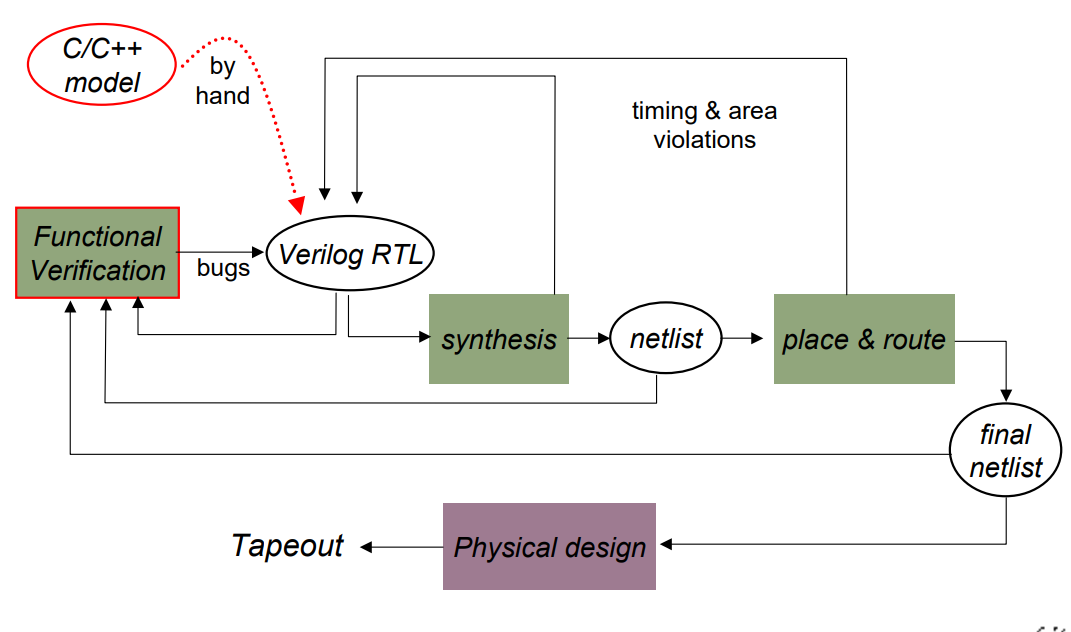 C/C++
model
by
hand
timing & area
violations
Functional
Verification
bugs
Verilog RTL
synthesis
netlist
place & route
final
netlist
Physical design
Tapeout